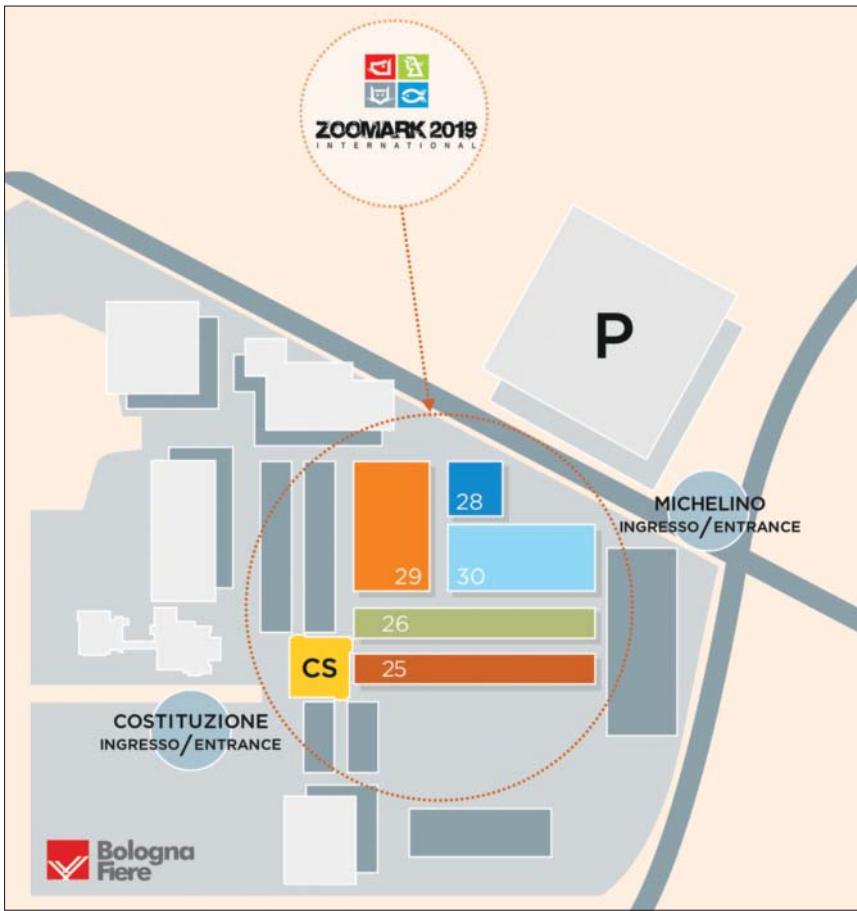 ZOOMARK 2019
INTERNATIONAL
P
MICHELINO
INGRESSO/ENTRANCE
28
29
30
26
CS
25
COSTITUZIONE
INGRESSO/ENTRANCE
Bologna
Fiere